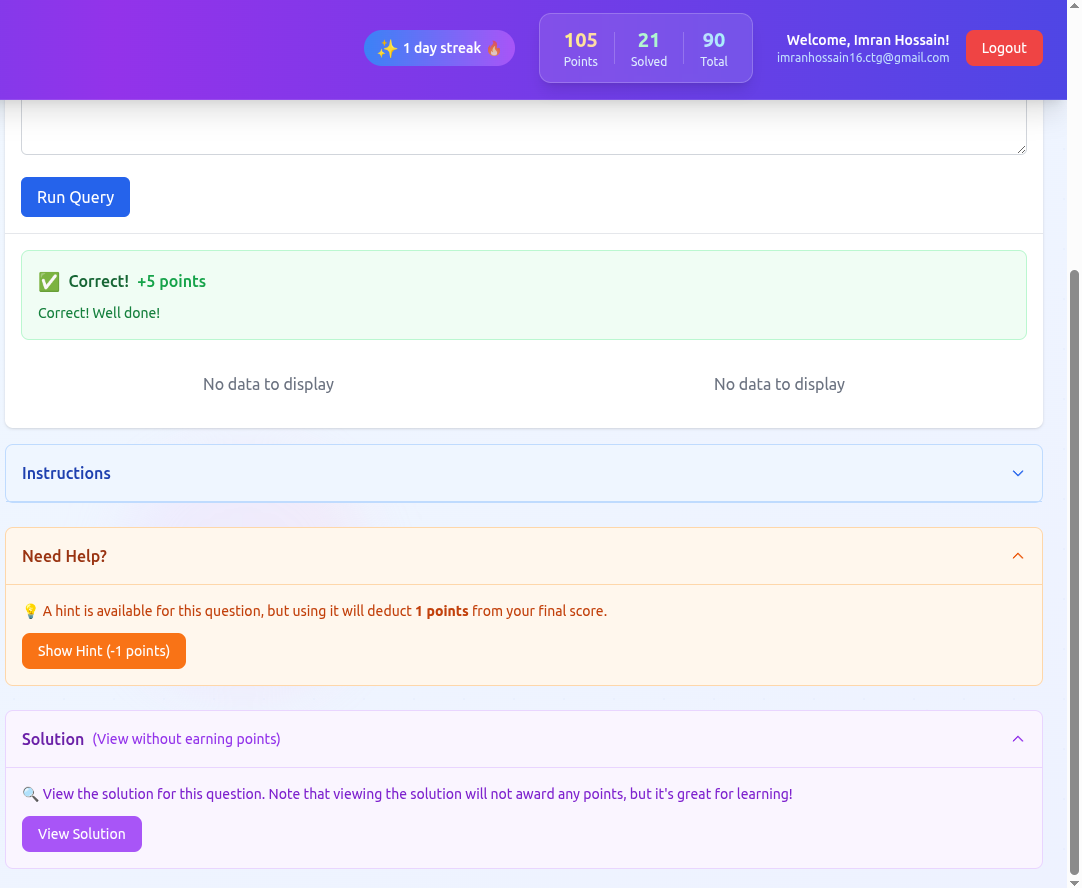 ✨ 1 day streak 🔥
105 21 90
Points Solved Total
Welcome, Imran Hossain!
imranhossain16.ctg@gmail.com
Logout
Run Query
✅ Correct! +5 points
Correct! Well done!
No data to display No data to display
Instructions
Need Help?
💡 A hint is available for this question, but using it will deduct 1 points from your final score.
Show Hint (-1 points)
Solution (View without earning points)
🔍 View the solution for this question. Note that viewing the solution will not award any points, but it's great for learning!
View Solution